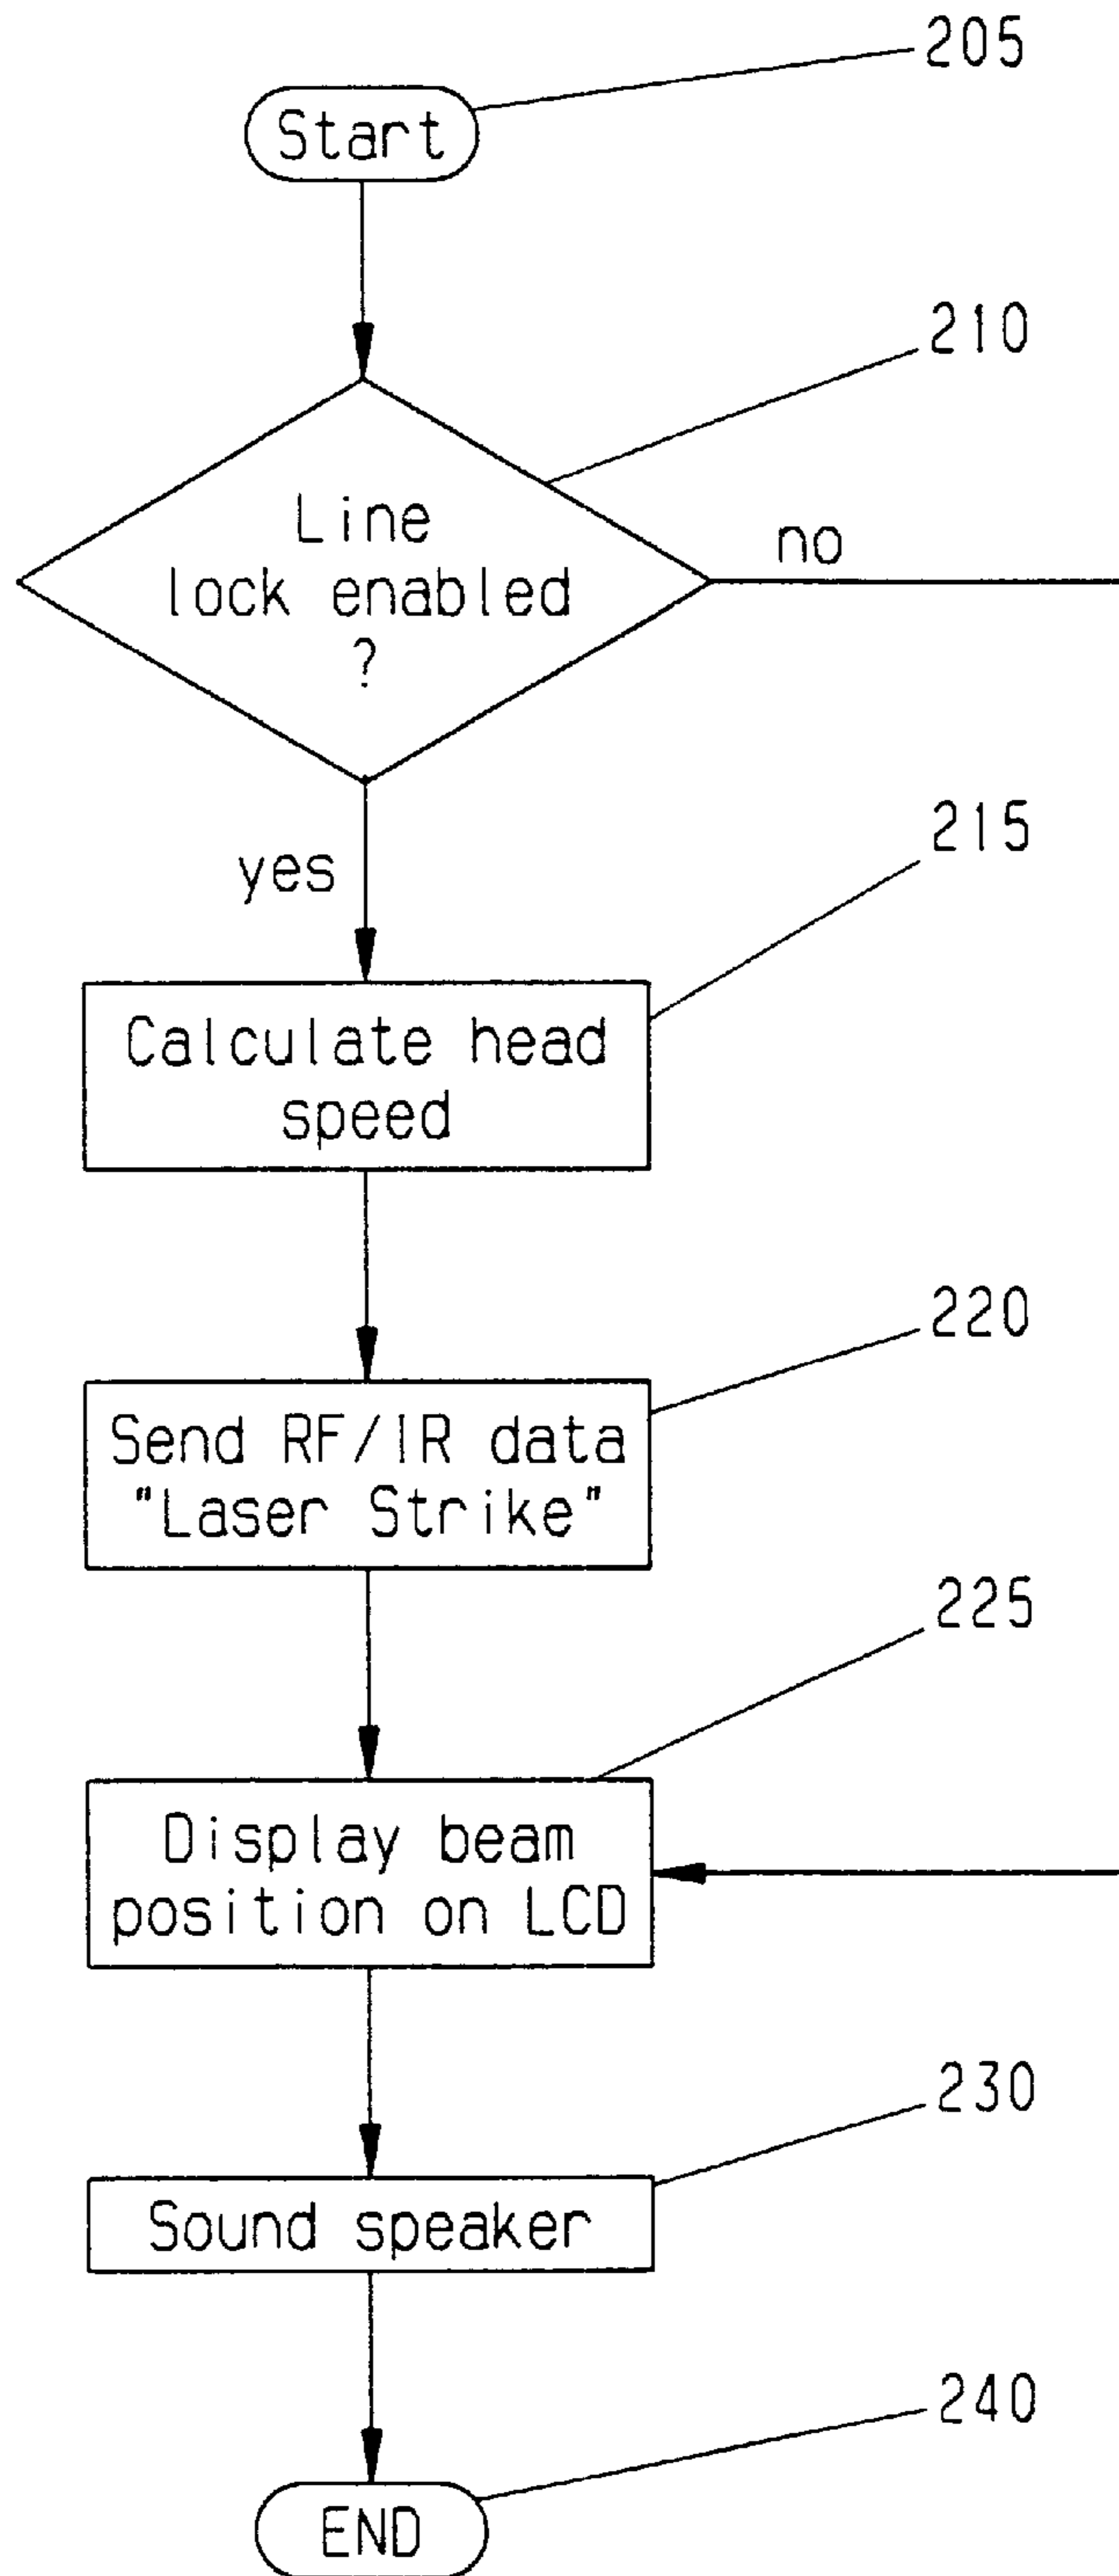 205
Start
210
Line
lock enabled
?
no
yes
215
Calculate head
speed
220
Send RF/IR data
"Laser Strike"
225
Display beam
position on LCD
230
Sound speaker
240
END